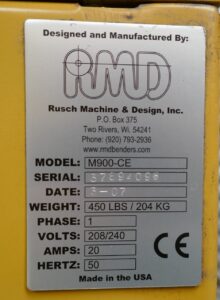 Designed and Manufactured By:
RMD
Rusch Machine & Design, Inc.
P.O. Box 375
Two Rivers, Wi. 54241
Phone: (920) 793-2936
www.rmdbenders.com
MODEL: M900-CE
SERIAL:
DATE: 3-07
WEIGHT: 450 LBS / 204 KG
PHASE: 1
VOLTS: 208/240
AMPS: 20
HERTZ: 50
CE
Made in the USA